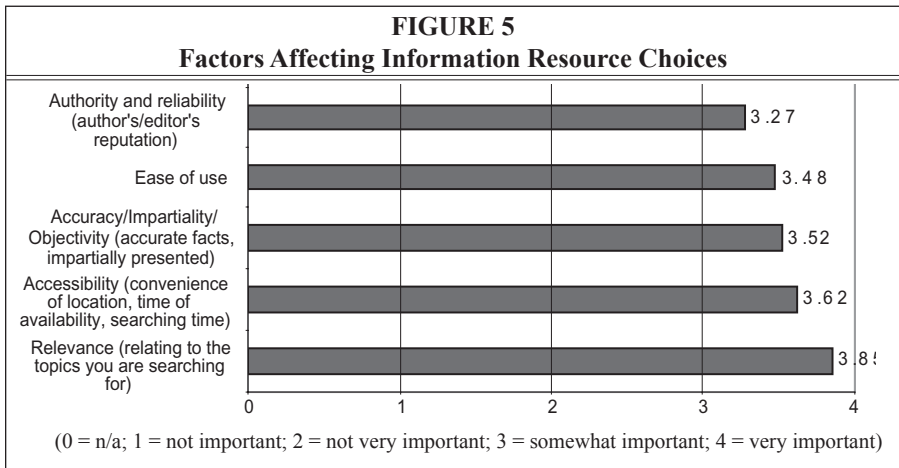 FIGURE 5
Factors Affecting Information Resource Choices
Authority and reliability
(author's/editor's
reputation)
3.27
Ease of use
3.48
Accuracy/Impartiality/
Objectivity (accurate facts,
impartially presented)
3.52
Accessibility (convenience
of location, time of
availability, searching time)
3.62
Relevance (relating to the
topics you are searching
for)
3.85
0 1 2 3 4
(0 = n/a; 1 = not important; 2 = not very important; 3 = somewhat important; 4 = very important)